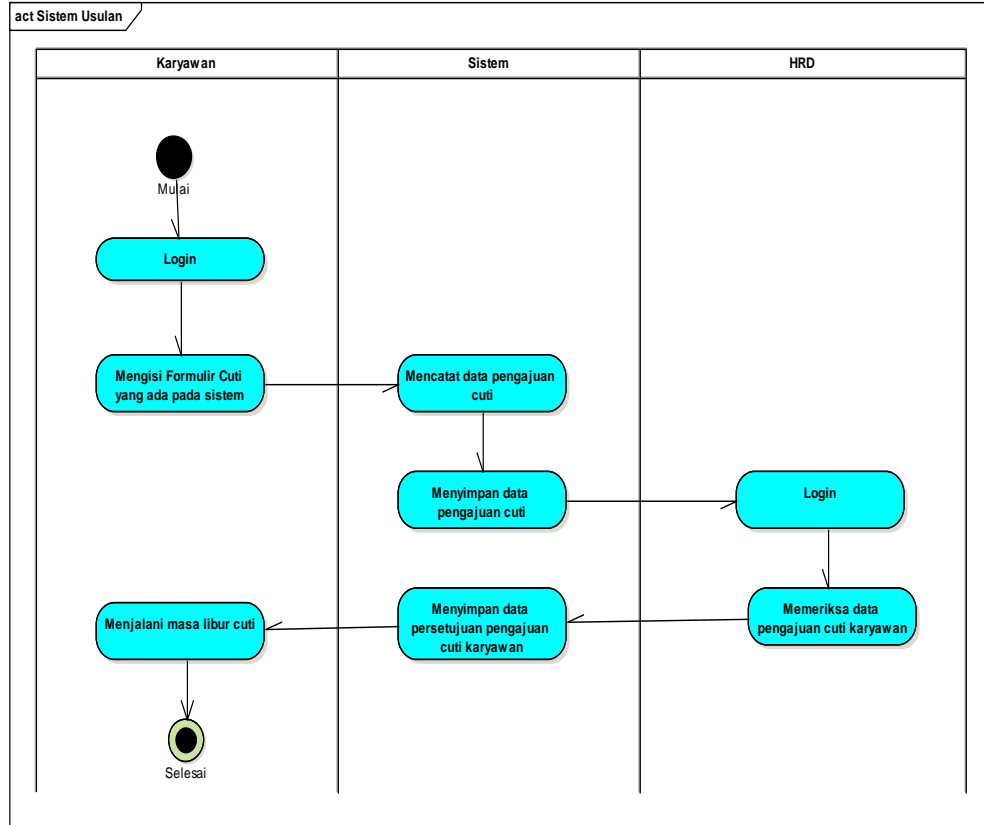 act Sistem Usulan
Karyawan
Sistem
HRD
Mulai
Login
Mengisi Formulir Cuti
yang ada pada sistem
Mencatat data pengajuan
cuti
Menyimpan data
pengajuan cuti
Login
Memeriksa data
pengajuan cuti karyawan
Menyimpan data
persetujuan pengajuan
cuti karyawan
Menjalani masa libur cuti
Selesai